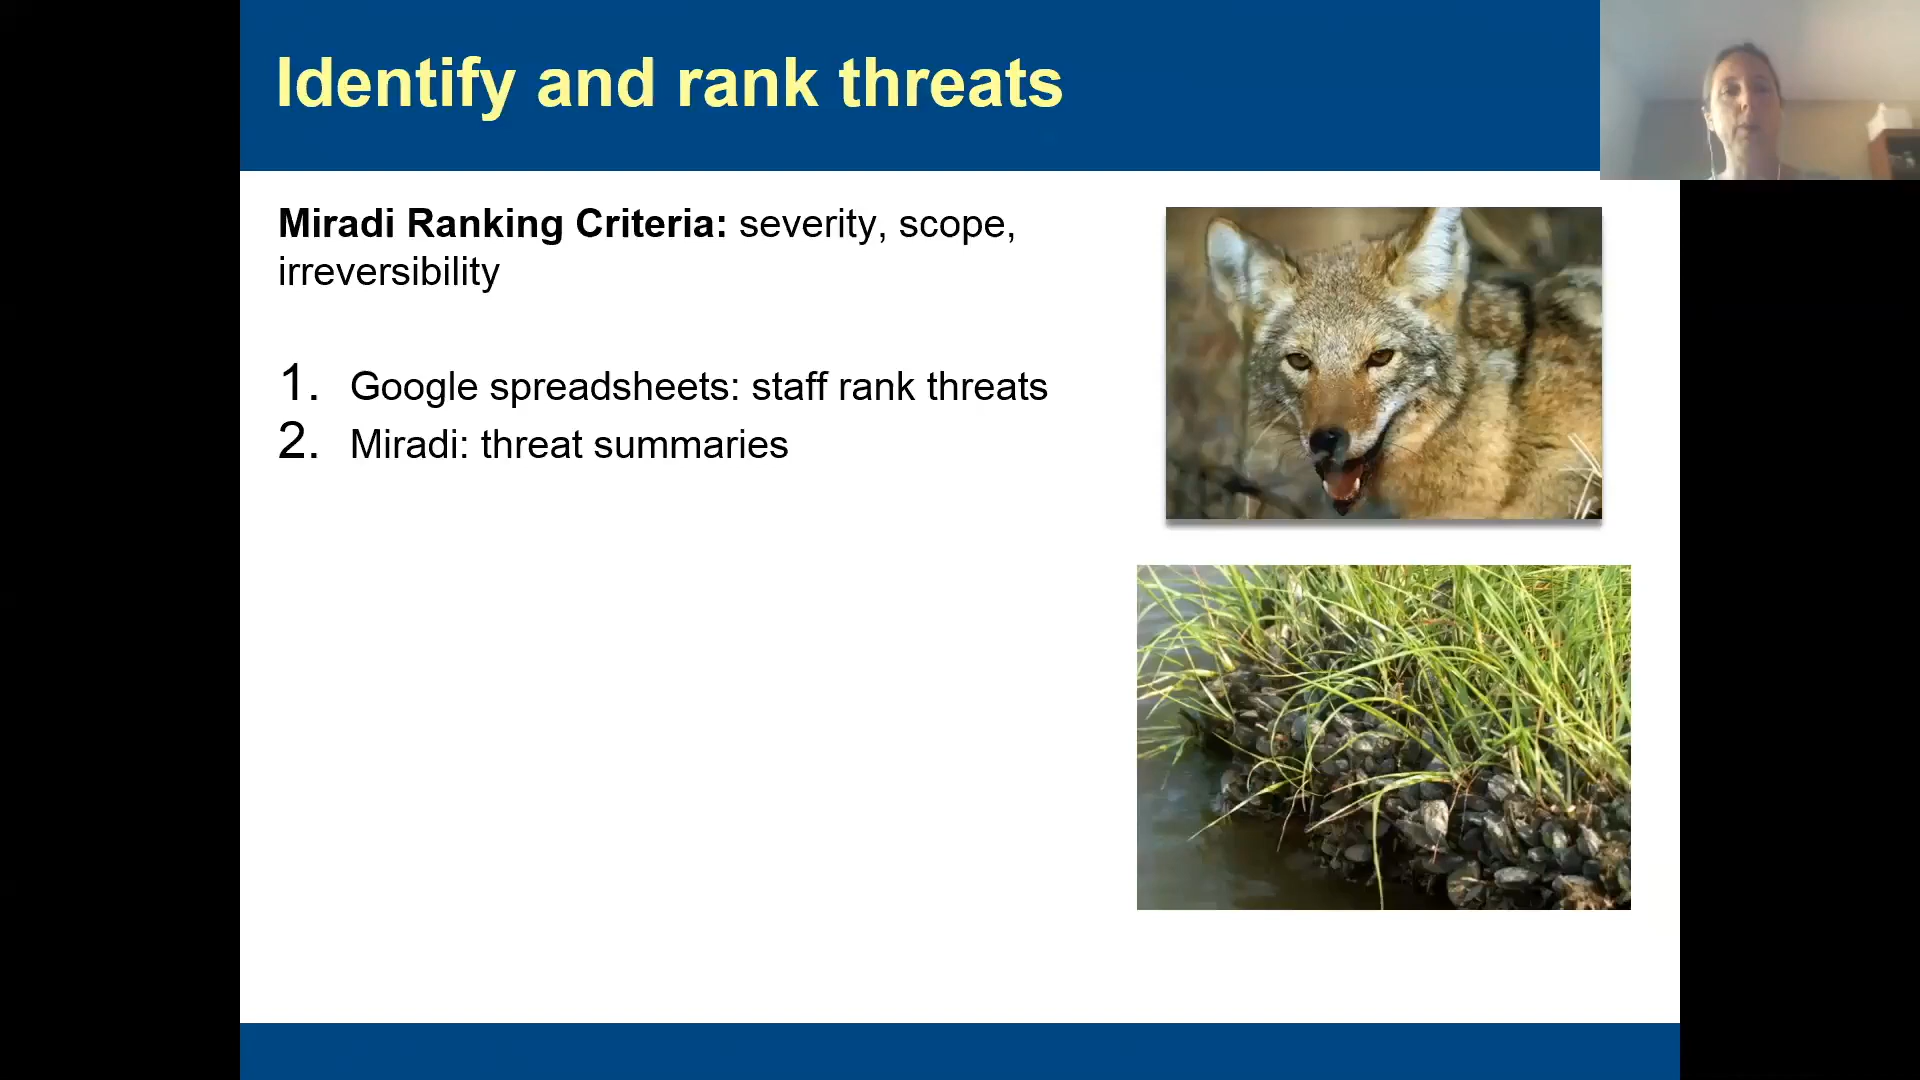 Identify and rank threats
Miradi Ranking Criteria: severity, scope,
irreversibility
1. Google spreadsheets: staff rank threats
2. Miradi: threat summaries